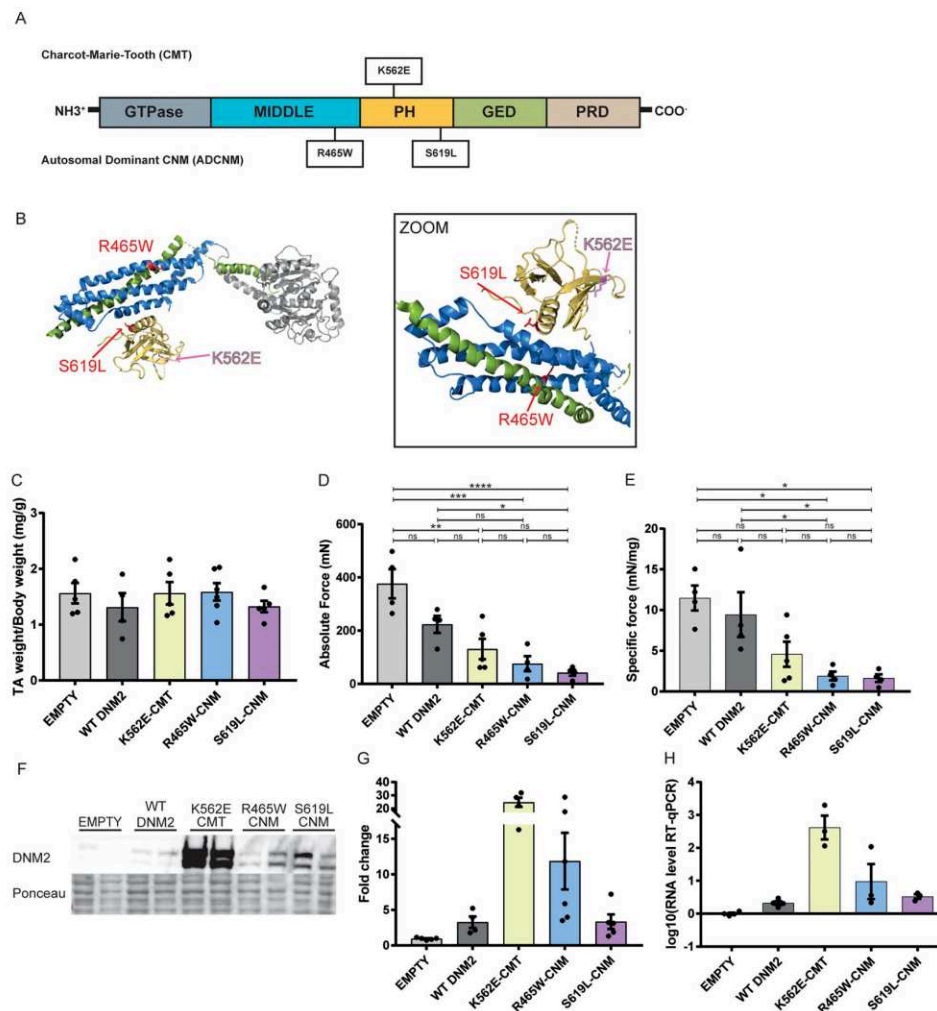 A
Charcot-Marie-Tooth (CMT)
K562E
NH3⁺ GTPase MIDDLE PH GED PRD COO⁻
R465W S619L
Autosomal Dominant CNM (ADCNM)
B
R465W
S619L
K562E
ZOOM
S619L
K562E
R465W
C
TA weight/Body weight (mg/g)
3
2
1
0
EMPTY
WT DNM2
K562E-CMT
R465W-CNM
S619L-CNM
D
****
***
*
ns
** ns
ns ns ns ns
Absolute Force (mN)
600
400
200
0
EMPTY
WT DNM2
K562E-CMT
R465W-CNM
S619L-CNM
E
*
*
*
*
ns ns
ns ns ns ns
Specific force (mN/mg)
20
15
10
5
0
EMPTY
WT DNM2
K562E-CMT
R465W-CNM
S619L-CNM
F
EMPTY WT DNM2 K562E CMT R465W CNM S619L CNM
DNM2
Ponceau
G
Fold change
40
30
20
15
10
5
0
EMPTY
WT DNM2
K562E-CMT
R465W-CNM
S619L-CNM
H
log10(RNA level RT-qPCR)
4
3
2
1
0
-1
EMPTY
WT DNM2
K562E-CMT
R465W-CNM
S619L-CNM